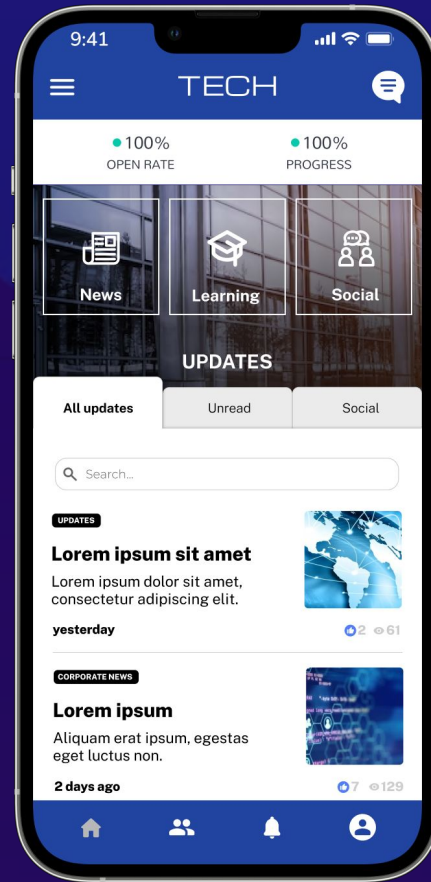 9:41
TECH
100%
100%
OPEN RATE
PROGRESS
News
Learning
Social
UPDATES
All updates
Unread
Social
Search...
UPDATES
Lorem ipsum sit amet
Lorem ipsum dolor sit amet,
consectetur adipiscing elit.
yesterday
2
61
CORPORATE NEWS
Lorem ipsum
Aliquam erat ipsum, egestas
eget luctus non.
2 days ago
7
129